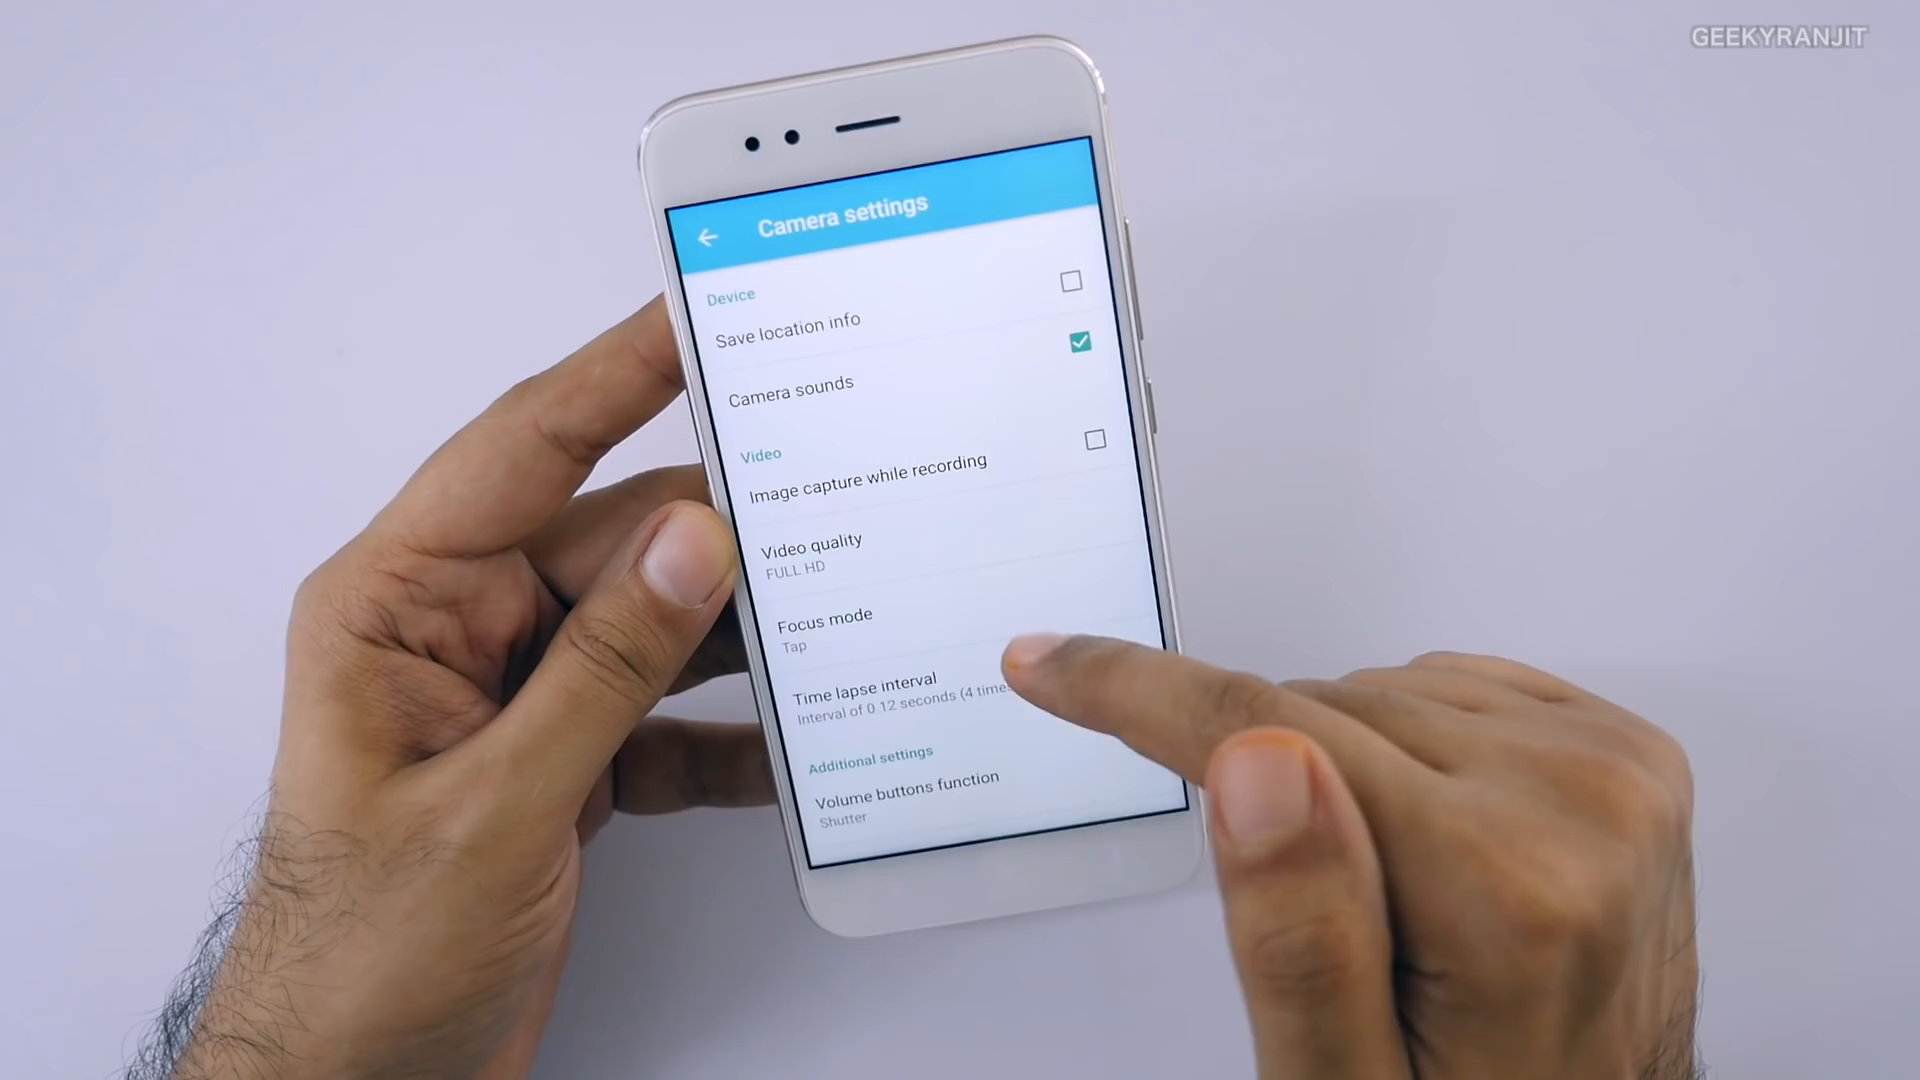 GEEKYRANJIT
Camera settings
Device
Save location info
Camera sounds
Video
Image capture while recording
Video quality
FULL HD
Focus mode
Tap
Time lapse interval
Interval of 0.12 seconds (4 times
Additional settings
Volume buttons function
Shutter